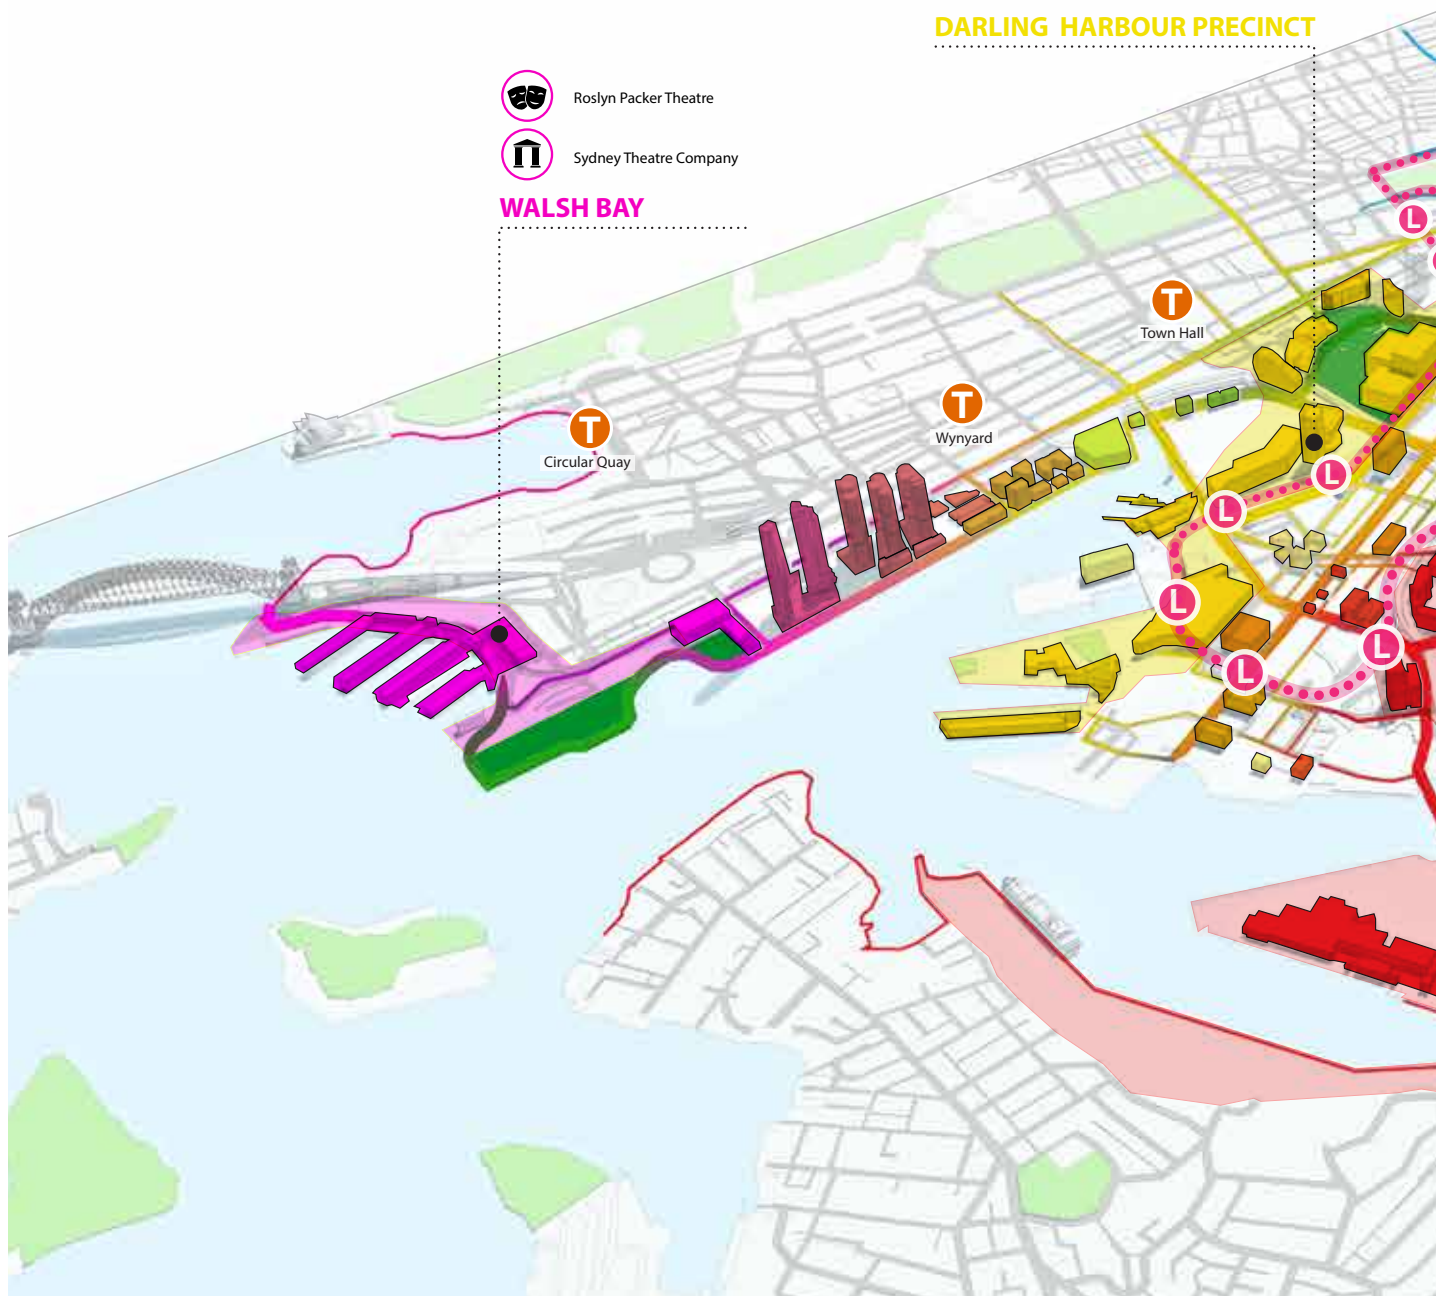 DARLING HARBOUR PRECINCT
Roslyn Packer Theatre
Sydney Theatre Company
WALSH BAY
L
L
T
Town Hall
T
Wynyard
T
Circular Quay
L
L
L
L
L